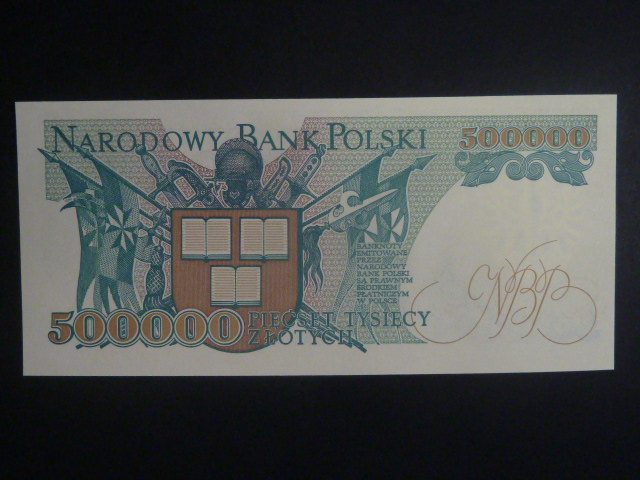 NARODOWY BANK POLSKI
500000
BANKNOTY
EMITOWANE
PRZEZ
NARODOWY
BANK POLSKI
SĄ PRAWNYM
ŚRODKIEM
PŁATNICZYM
W POLSCE
NBP
500000 PIĘĆSET TYSIĘCY
ZŁOTYCH